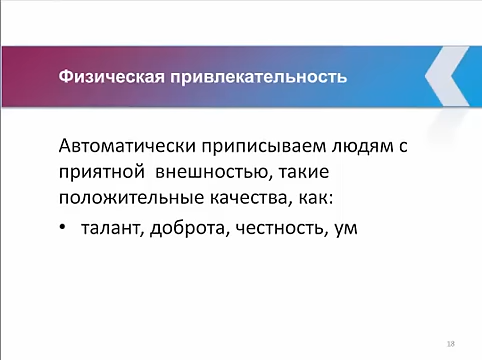 Физическая привлекательность
Автоматически приписываем людям с
приятной внешностью, такие
положительные качества, как:
• талант, доброта, честность, ум
18